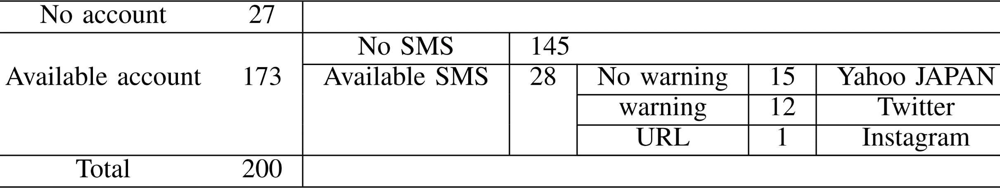 No account 27
No SMS 145
Available account 173 Available SMS 28 No warning 15 Yahoo JAPAN
warning 12 Twitter
URL 1 Instagram
Total 200